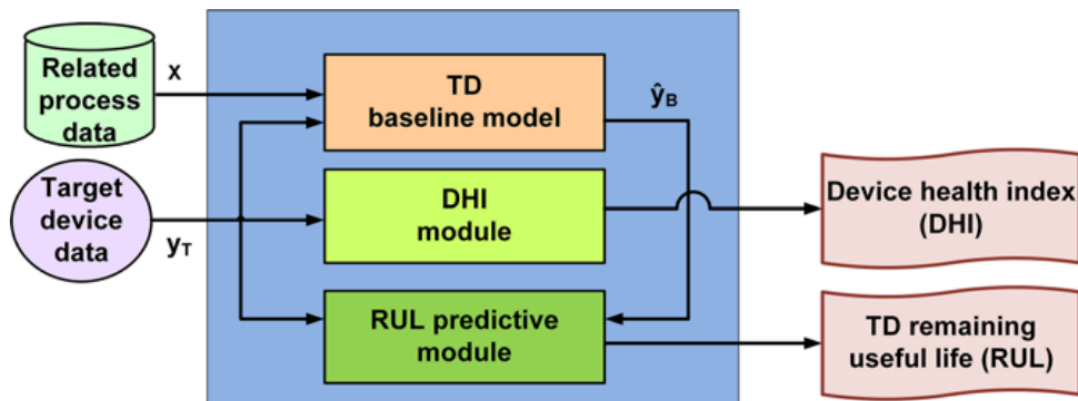 Related
process
data
x
TD
baseline model
ŷB
Target
device
data
yT
DHI
module
Device health index
(DHI)
RUL predictive
module
TD remaining
useful life (RUL)